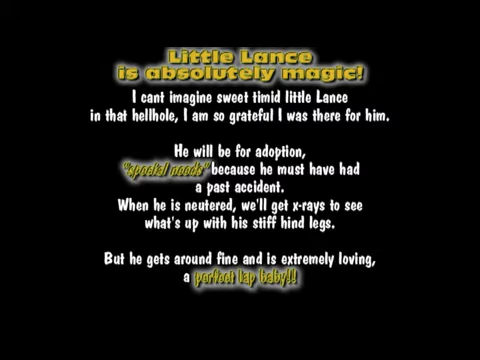 Little Lance
is absolutely magic!
I cant imagine sweet timid little Lance
in that hellhole, I am so grateful I was there for him.
He will be for adoption,
"special needs" because he must have had
a past accident.
When he is neutered, we'll get x-rays to see
what's up with his stiff hind legs.
But he gets around fine and is extremely loving,
a perfect lap baby!!